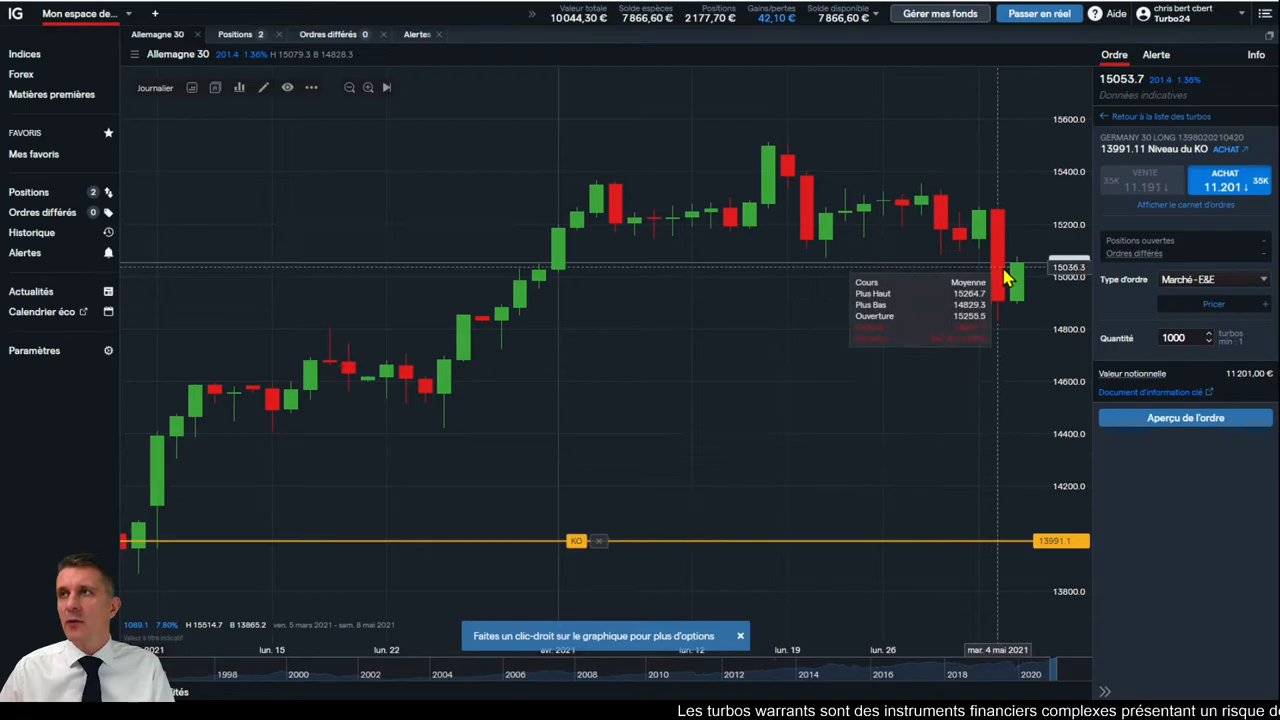 IG
Mon espace de...
+
Valeur totale
10 044,30 €
Solde espèces
7 866,60 €
Positions
2 177,70 €
Gains/pertes
42,10 €
Solde disponible
7 866,60 €
Gérer mes fonds
Passer en réel
? Aide
chris bert cbert
Turbo24
Allemagne 30
Positions 2
Ordres différés 0
Alertes
Indices
Forex
Matières premières
FAVORIS
Mes favoris
Positions 2
Ordres différés 0
Historique
Alertes
Actualités
Calendrier éco
Paramètres
Allemagne 30 201.4 1.36% H 15079.3 B 14828.3
Journalier
15600.0
15400.0
15200.0
15036.3
15000.0
14800.0
14600.0
14400.0
14200.0
13991.1
13800.0
Cours Moyenne
Plus Haut 15264.7
Plus Bas 14829.3
Ouverture 15255.5
KO
1089.1 7.80% H 15514.7 B 13865.2 ven. 5 mars 2021 - sam. 8 mai 2021
Valeur à titre indicatif
Faites un clic-droit sur le graphique pour plus d'options
2021 lun. 15 lun. 22 avr. 2021 lun. 12 lun. 19 lun. 26 mar. 4 mai 2021
1998 2000 2002 2004 2006 2008 2010 2012 2014 2016 2018 2020
Ordre Alerte Info
15053.7 201.4 1.36%
Données indicatives
Retour à la liste des turbos
GERMANY 30 LONG 1398020210420
13991.11 Niveau du KO ACHAT
35K VENTE 11.191
ACHAT 11.201 35K
Afficher le carnet d'ordres
Positions ouvertes -
Ordres différés -
Type d'ordre Marché - E&E
Pricer +
Quantité 1000 turbos
min : 1
Valeur notionnelle 11 201,00 €
Document d'information clé
Aperçu de l'ordre
Les turbos warrants sont des instruments financiers complexes présentant un risque d